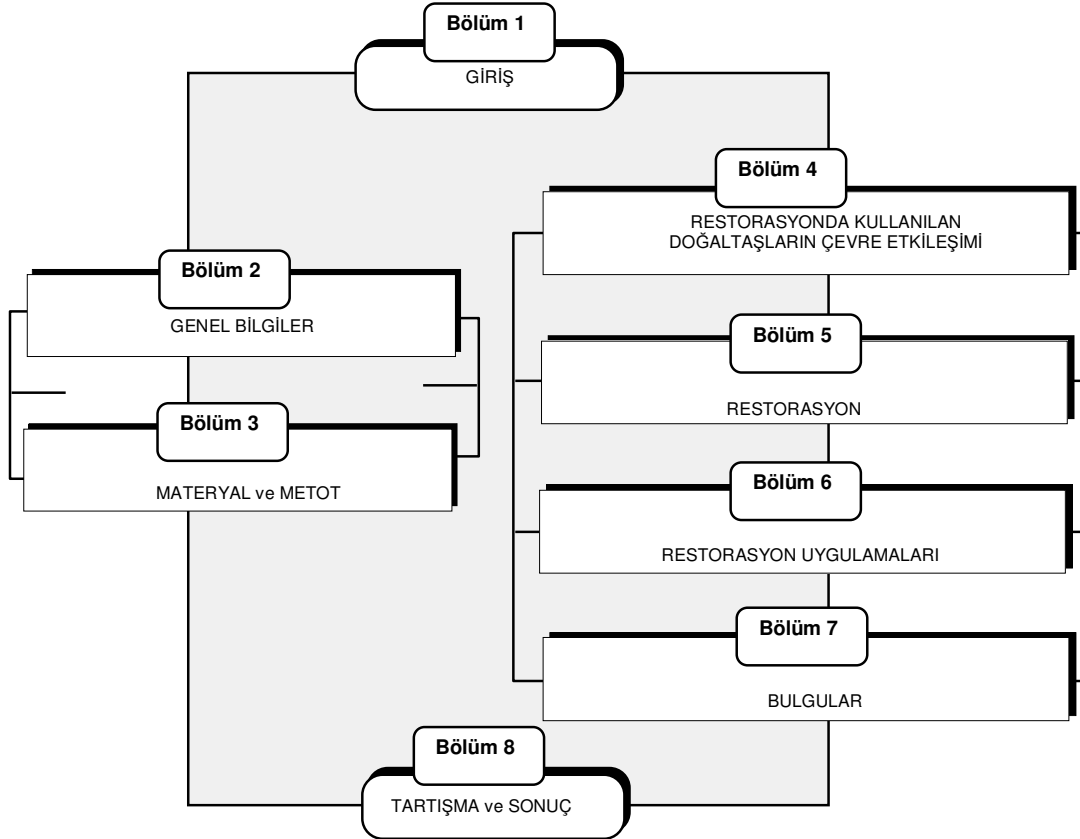 Bölüm 1
GİRİŞ
Bölüm 2
GENEL BİLGİLER
Bölüm 3
MATERYAL ve METOT
Bölüm 4
RESTORASYONDA KULLANILAN
DOĞALTAŞLARIN ÇEVRE ETKİLEŞİMİ
Bölüm 5
RESTORASYON
Bölüm 6
RESTORASYON UYGULAMALARI
Bölüm 7
BULGULAR
Bölüm 8
TARTIŞMA ve SONUÇ